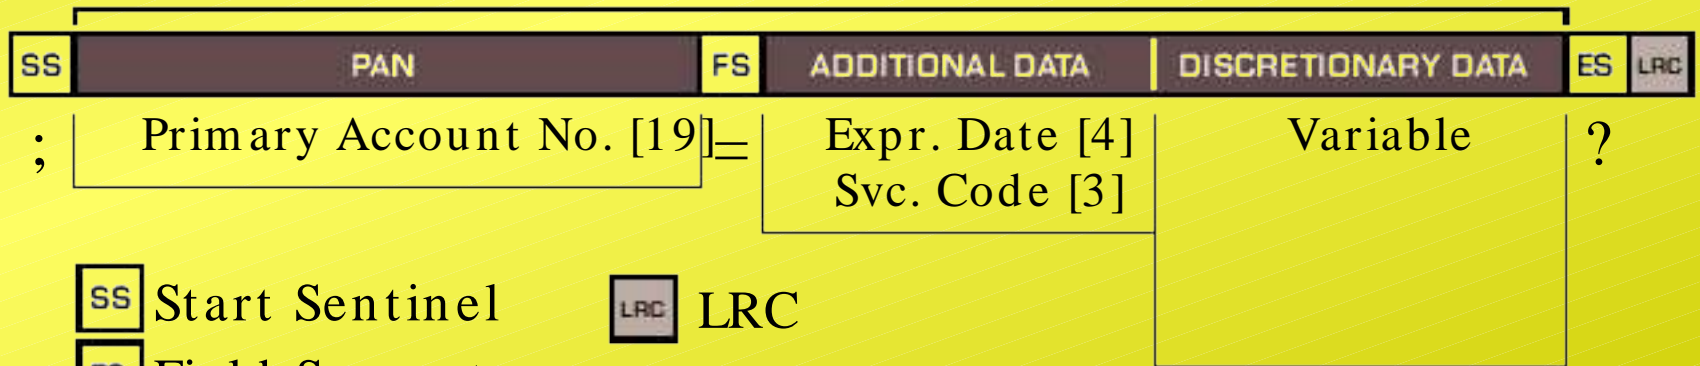 SS PAN FS ADDITIONAL DATA DISCRETIONARY DATA ES LRC
; Primary Account No. [19] = Expr. Date [4] Variable ?
Svc. Code [3]
SS Start Sentinel LRC LRC